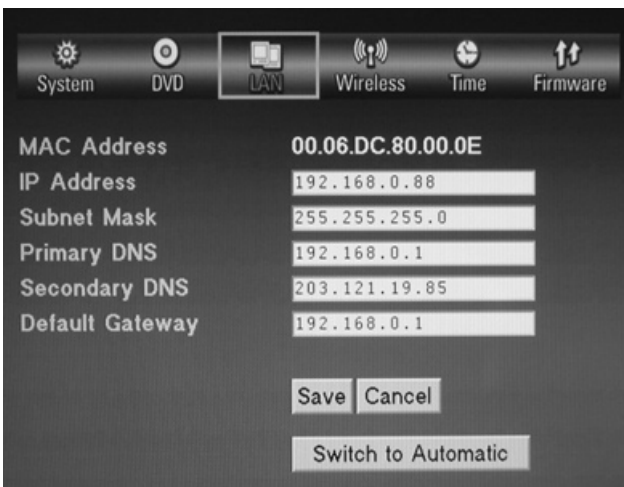 System DVD LAN Wireless Time Firmware
MAC Address 00.06.DC.80.00.0E
IP Address 192.168.0.88
Subnet Mask 255.255.255.0
Primary DNS 192.168.0.1
Secondary DNS 203.121.19.85
Default Gateway 192.168.0.1
Save Cancel
Switch to Automatic